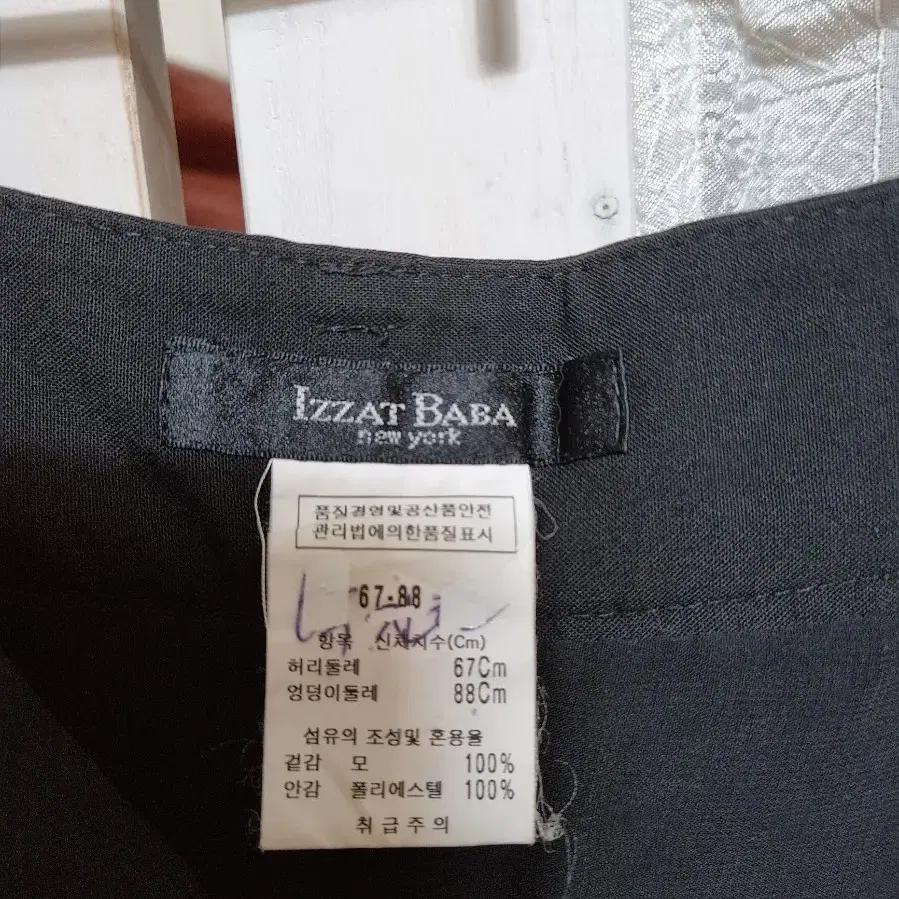 IZZAT BABA
new york
품질경영및공산품안전
관리법에의한품질표시
67-88
항목 신체치수(Cm)
허리둘레 67Cm
엉덩이둘레 88Cm
섬유의 조성및 혼용율
겉감 모 100%
안감 폴리에스텔 100%
취급주의